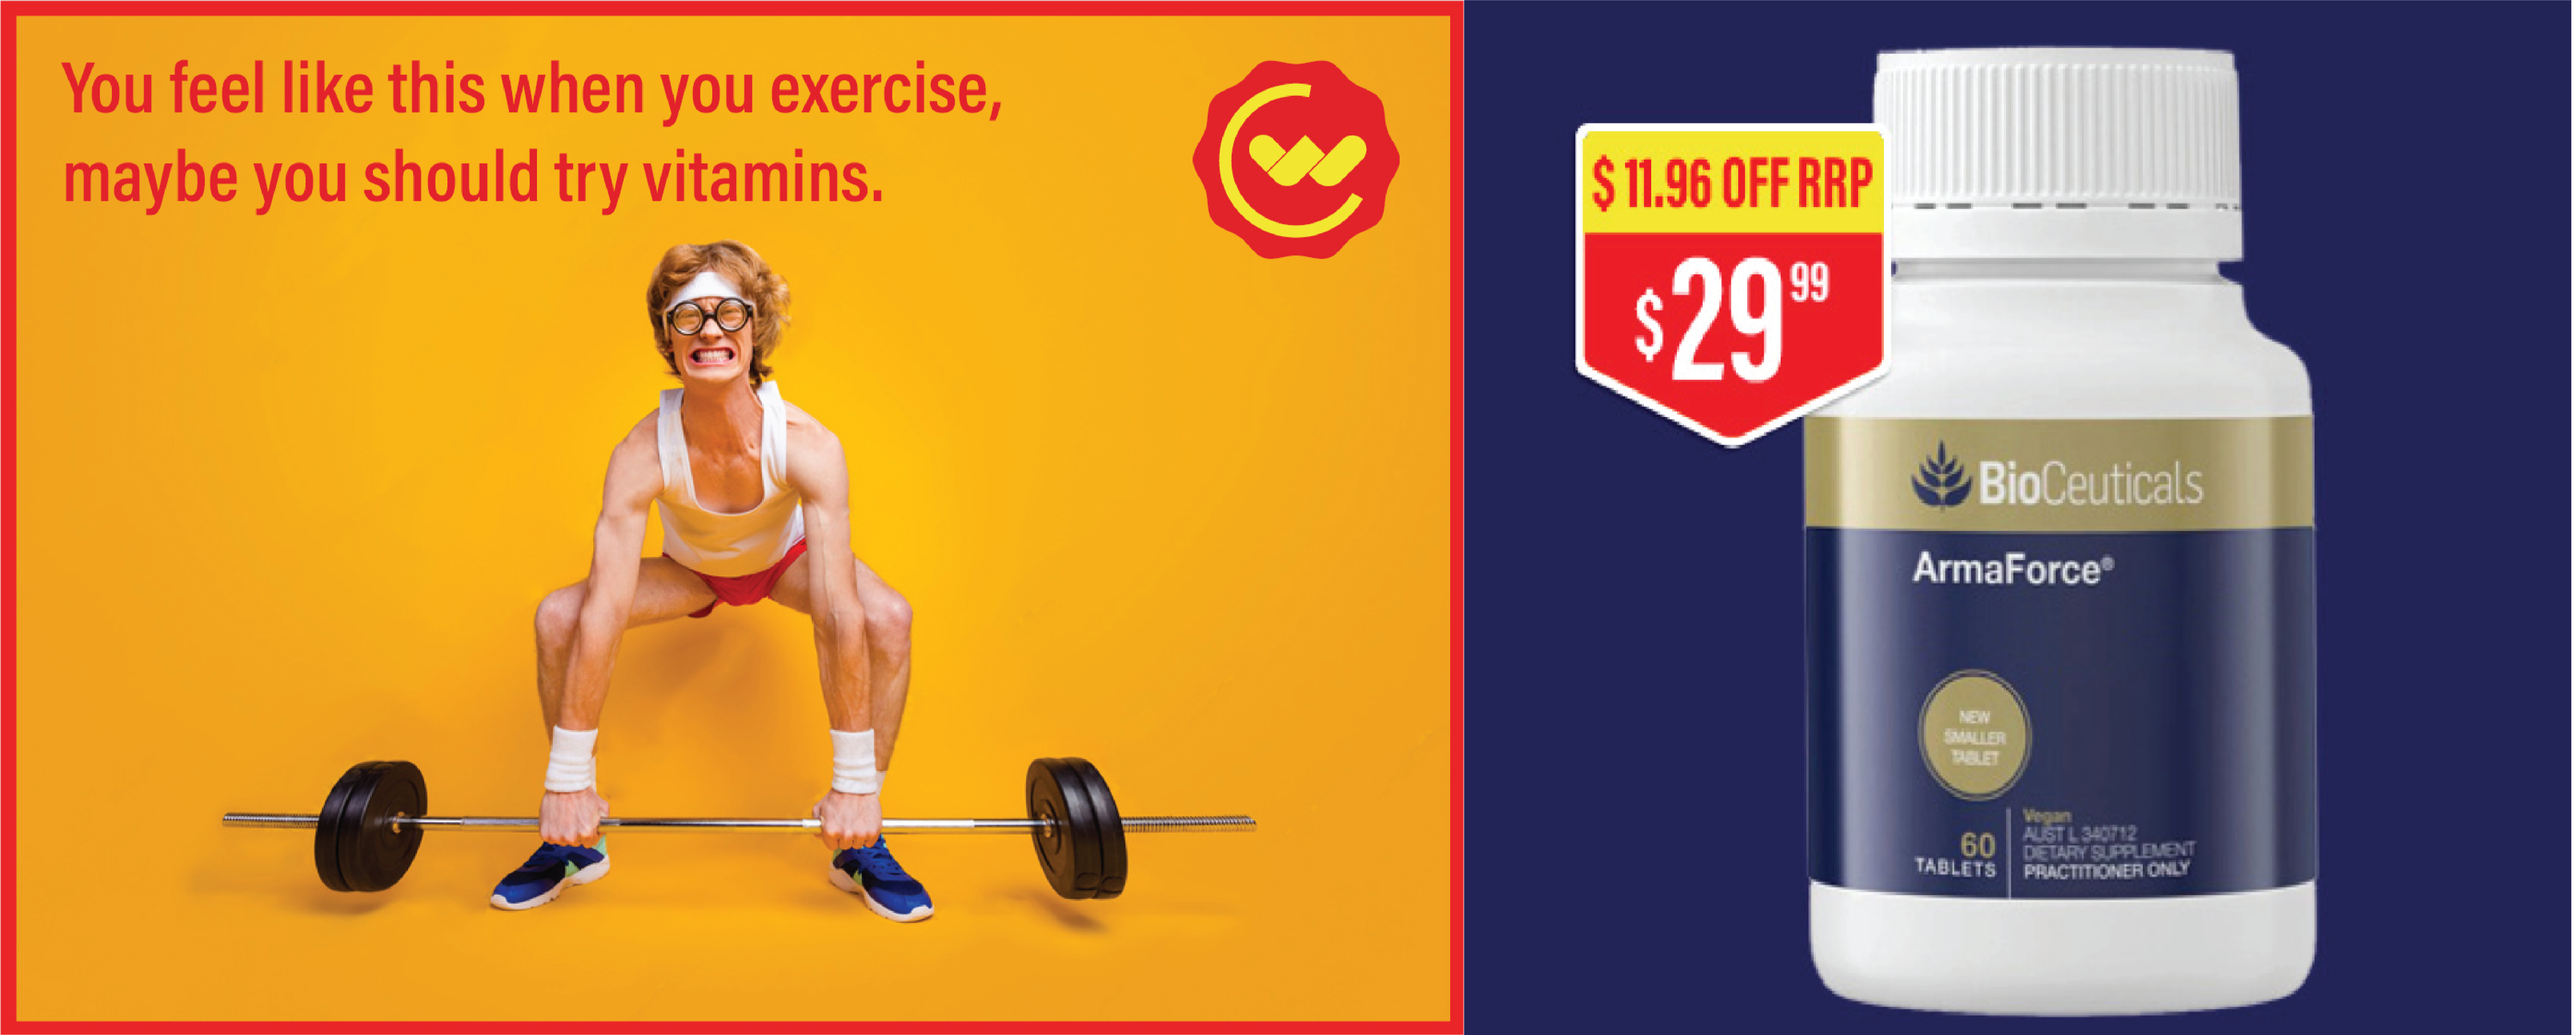 You feel like this when you exercise,
maybe you should try vitamins.
$ 11.96 OFF RRP
$29 99
BioCeuticals
ArmaForce®
NEW
SMALLER
TABLET
60
TABLETS
Vegan
AUST L 340712
DIETARY SUPPLEMENT
PRACTITIONER ONLY